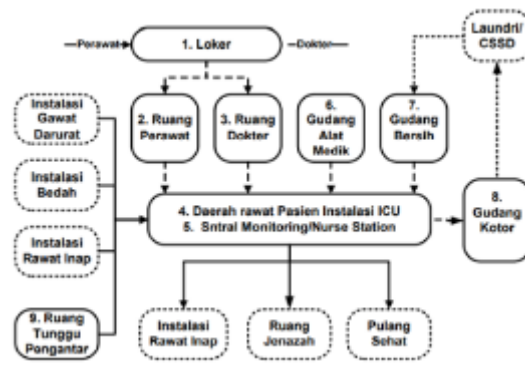 Perawat
1. Loker
Dokter
Laundri/
CSSD
Instalasi
Gawat
Darurat
2. Ruang
Perawat
3. Ruang
Dokter
6.
Gudang
Alat
Medik
7.
Gudang
Bersih
Instalasi
Bedah
4. Daerah rawat Pasien Instalasi ICU
5. Sntral Monitoring/Nurse Station
8.
Gudang
Kotor
Instalasi
Rawat Inap
9. Ruang
Tunggu
Pengantar
Instalasi
Rawat Inap
Ruang
Jenazah
Pulang
Sehat